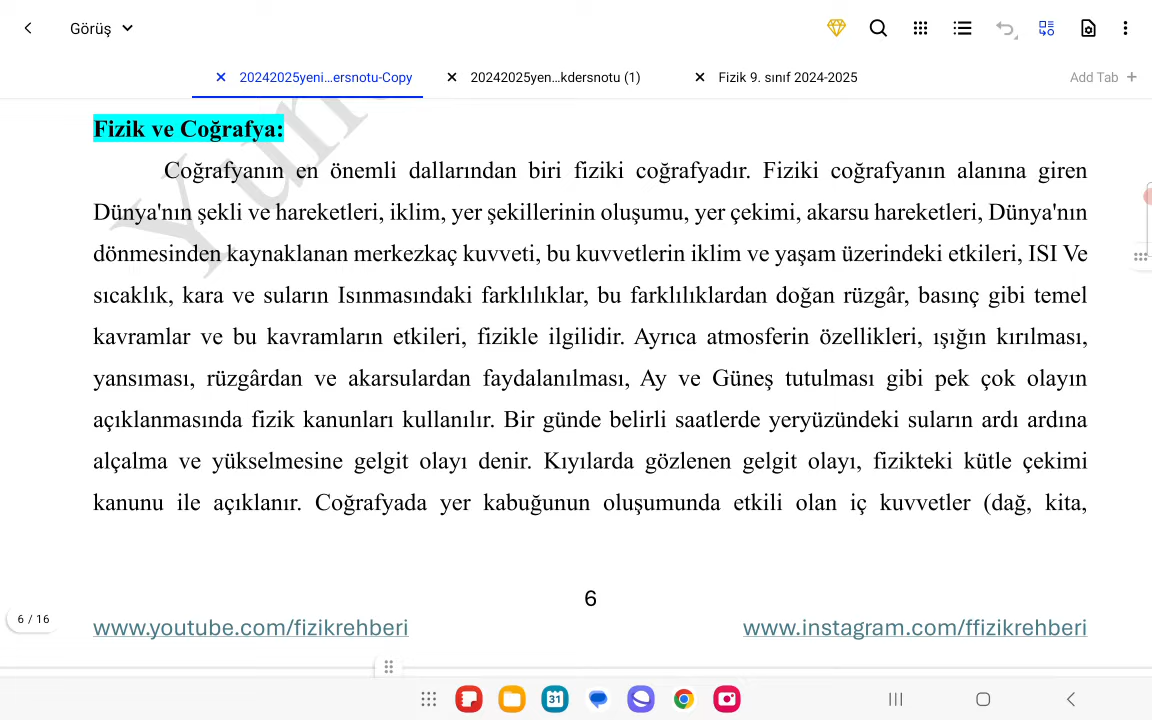 Görüş
20242025yeni...ersnotu-Copy
20242025yen...kdersnotu (1)
Fizik 9. sınıf 2024-2025
Add Tab +
Yun
Fizik ve Coğrafya:
Coğrafyanın en önemli dallarından biri fiziki coğrafyadır. Fiziki coğrafyanın alanına giren
Dünya'nın şekli ve hareketleri, iklim, yer şekillerinin oluşumu, yer çekimi, akarsu hareketleri, Dünya'nın
dönmesinden kaynaklanan merkezkaç kuvveti, bu kuvvetlerin iklim ve yaşam üzerindeki etkileri, ISI Ve
sıcaklık, kara ve suların Isınmasındaki farklılıklar, bu farklılıklardan doğan rüzgâr, basınç gibi temel
kavramlar ve bu kavramların etkileri, fizikle ilgilidir. Ayrıca atmosferin özellikleri, ışığın kırılması,
yansıması, rüzgârdan ve akarsulardan faydalanılması, Ay ve Güneş tutulması gibi pek çok olayın
açıklanmasında fizik kanunları kullanılır. Bir günde belirli saatlerde yeryüzündeki suların ardı ardına
alçalma ve yükselmesine gelgit olayı denir. Kıyılarda gözlenen gelgit olayı, fizikteki kütle çekimi
kanunu ile açıklanır. Coğrafyada yer kabuğunun oluşumunda etkili olan iç kuvvetler (dağ, kita,
6
6 / 16
www.youtube.com/fizikrehberi
www.instagram.com/ffizikrehberi
31